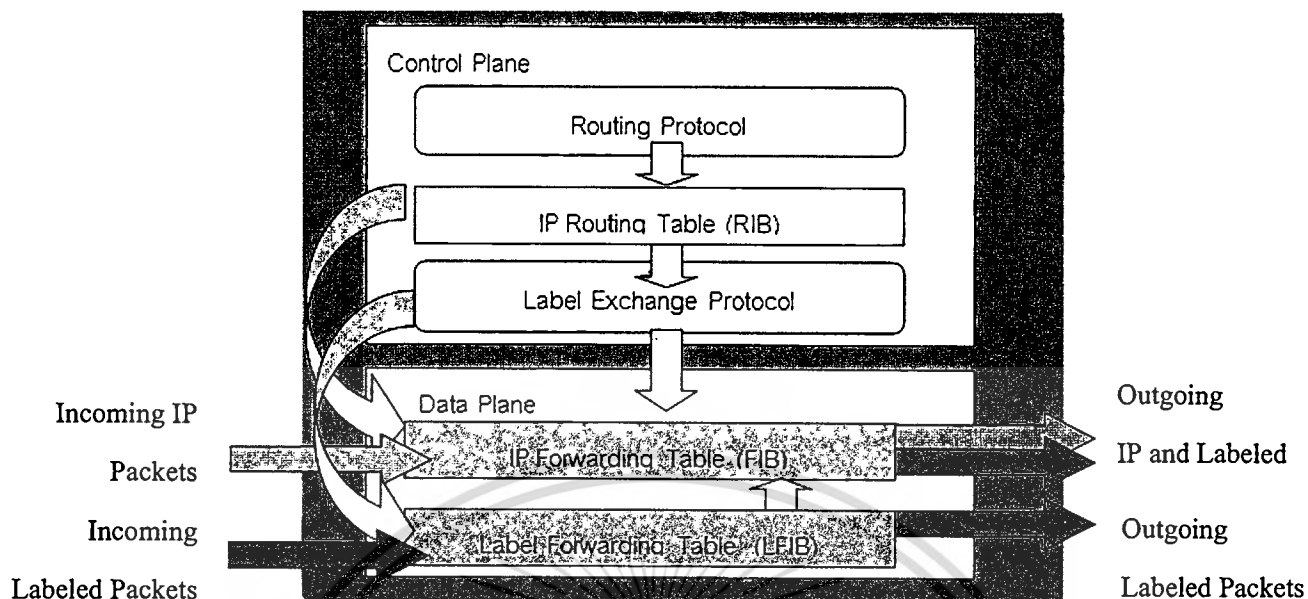 Control Plane
Routing Protocol
IP Routing Table (RIB)
Label Exchange Protocol
Data Plane
Incoming IP
Packets
IP Forwarding Table (FIB)
Outgoing
IP and Labeled
Incoming
Labeled Packets
Label Forwarding Table (LFIB)
Outgoing
Labeled Packets